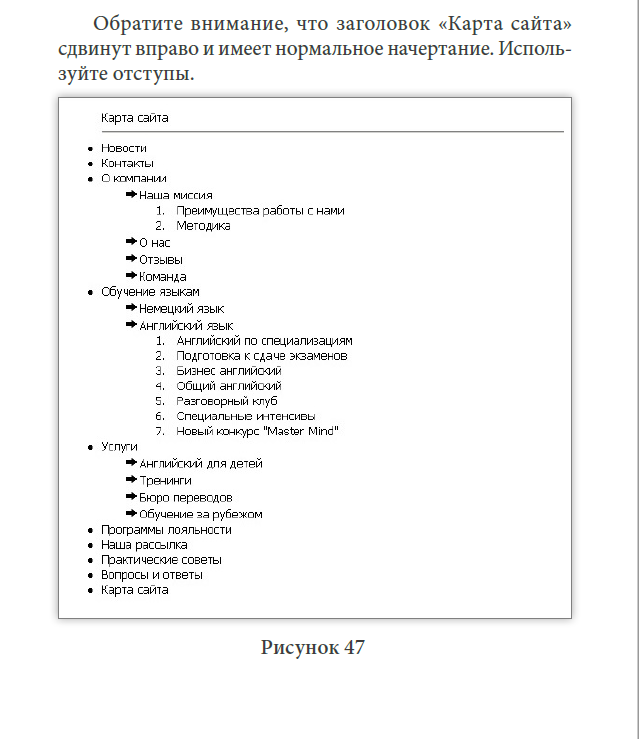 Обратите внимание, что заголовок «Карта сайта»
сдвинут вправо и имеет нормальное начертание. Исполь-
зуйте отступы.
Карта сайта
• Новости
• Контакты
• О компании
➡ Наша миссия
1. Преимущества работы с нами
2. Методика
➡ О нас
➡ Отзывы
➡ Команда
• Обучение языкам
➡ Немецкий язык
➡ Английский язык
1. Английский по специализациям
2. Подготовка к сдаче экзаменов
3. Бизнес английский
4. Общий английский
5. Разговорный клуб
6. Специальные интенсивы
7. Новый конкурс "Master Mind"
• Услуги
➡ Английский для детей
➡ Тренинги
➡ Бюро переводов
➡ Обучение за рубежом
• Программы лояльности
• Наша рассылка
• Практические советы
• Вопросы и ответы
• Карта сайта
Рисунок 47